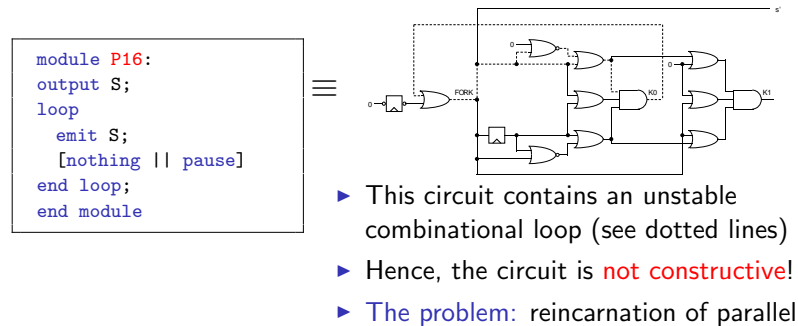 module P16:
output S;
loop
emit S;
[nothing || pause]
end loop;
end module
≡
s'
0
0
0
FORK
K0
K1
0
▶ This circuit contains an unstable
combinational loop (see dotted lines)
▶ Hence, the circuit is not constructive!
▶ The problem: reincarnation of parallel